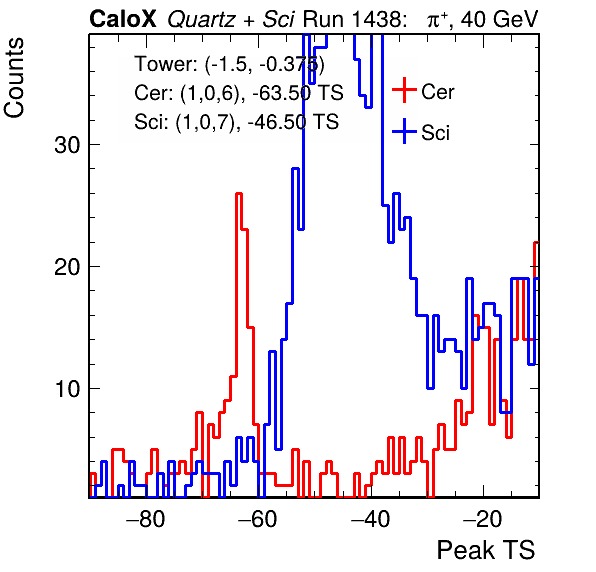 CaloX Quartz + Sci Run 1438: π⁺, 40 GeV
Counts
Tower: (-1.5, -0.375)
Cer: (1,0,6), -63.50 TS
Sci: (1,0,7), -46.50 TS
Cer
Sci
30
20
10
−80 −60 −40 −20
Peak TS